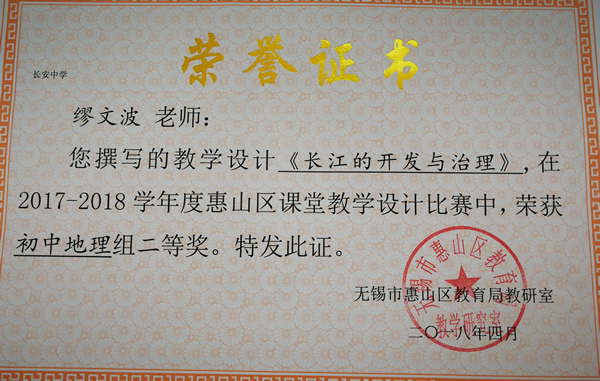 荣誉证书
长安中学
缪文波 老师：
您撰写的教学设计《长江的开发与治理》,在
2017-2018学年度惠山区课堂教学设计比赛中,荣获
初中地理组二等奖。特发此证。
无锡市惠山区教育局教研室
二〇一八年四月
无锡市惠山区教育局
教学研究室